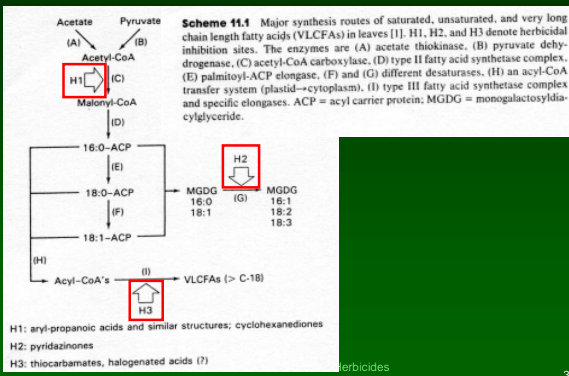 Acetate Pyruvate
(A) (B)
Acetyl-CoA
H1 (C)
Malonyl-CoA
(D)
16:0-ACP
(E)
18:0-ACP
(F)
18:1-ACP
H2
MGDG (G) MGDG
16:0 16:1
18:1 18:2
18:3
(H)
Acyl-CoA's (I) VLCFAs (> C-18)
H3
Scheme 11.1 Major synthesis routes of saturated, unsaturated, and very long
chain length fatty acids (VLCFAs) in leaves [1]. H1, H2, and H3 denote herbicidal
inhibition sites. The enzymes are (A) acetate thiokinase, (B) pyruvate dehy-
drogenase, (C) acetyl-CoA carboxylase, (D) type II fatty acid synthetase complex,
(E) palmitoyl-ACP elongase, (F) and (G) different desaturases, (H) an acyl-CoA
transfer system (plastid→cytoplasm), (I) type III fatty acid synthetase complex
and specific elongases. ACP = acyl carrier protein; MGDG = monogalactosyldia-
cylglyceride.
H1: aryl-propanoic acids and similar structures; cyclohexanediones
H2: pyridazinones
H3: thiocarbamates, halogenated acids (?)
Herbicides
3